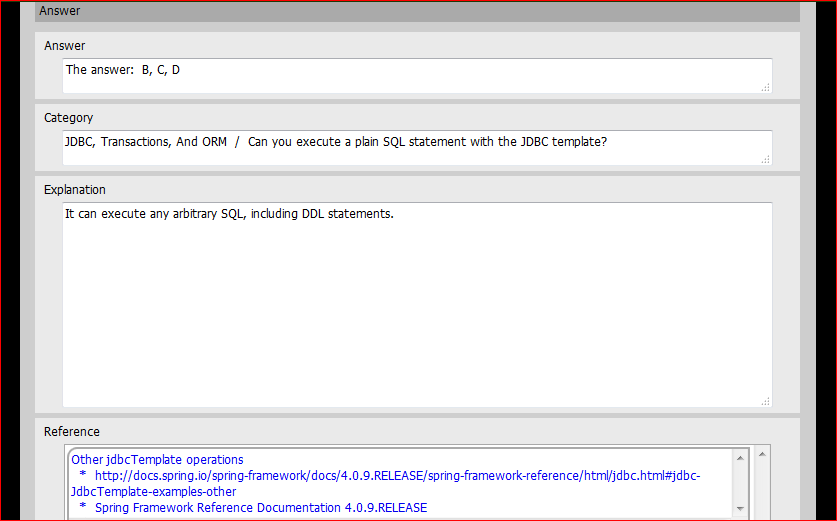 Answer
Answer
The answer:  B, C, D
Category
JDBC, Transactions, And ORM  /  Can you execute a plain SQL statement with the JDBC template?
Explanation
It can execute any arbitrary SQL, including DDL statements.
Reference
Other jdbcTemplate operations
* http://docs.spring.io/spring-framework/docs/4.0.9.RELEASE/spring-framework-reference/html/jdbc.html#jdbc-
JdbcTemplate-examples-other
* Spring Framework Reference Documentation 4.0.9.RELEASE